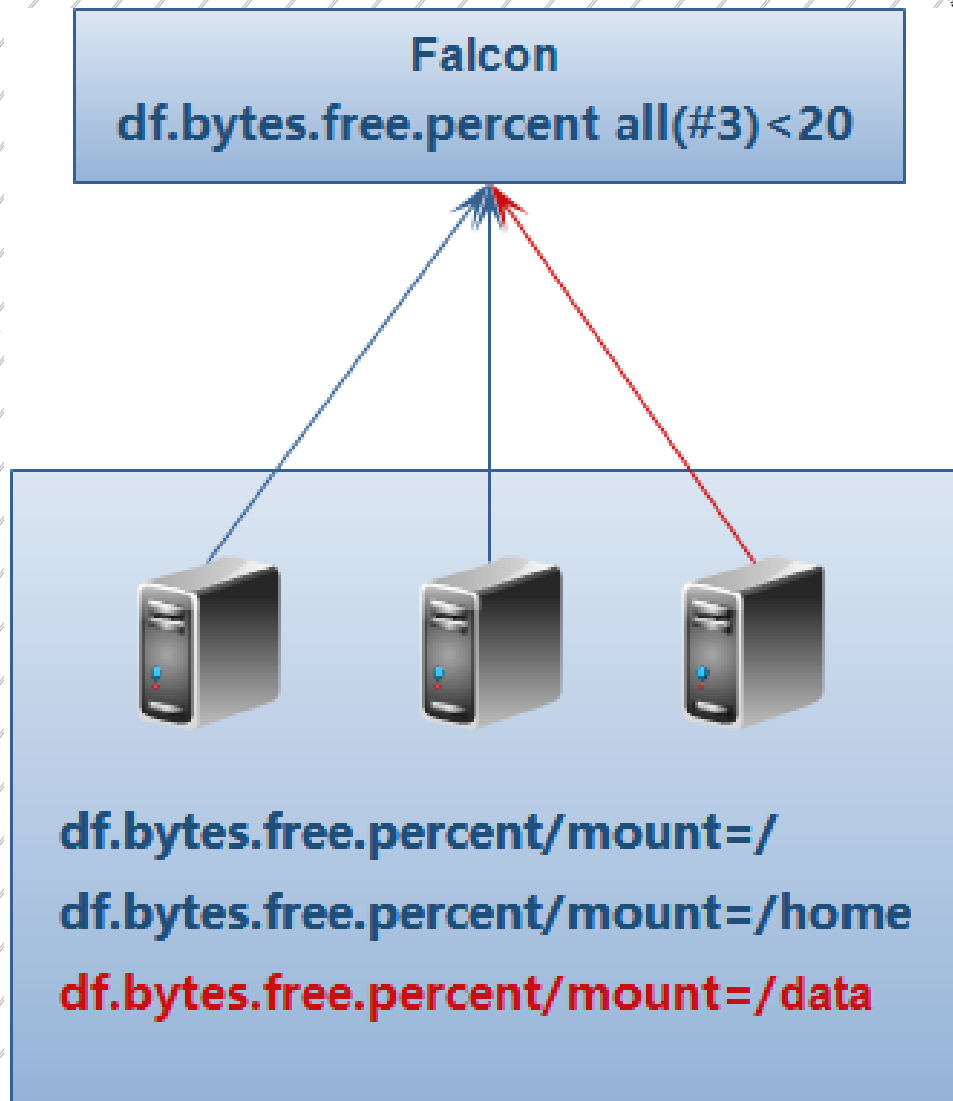 Falcon
df.bytes.free.percent all(#3)<20
df.bytes.free.percent/mount=/
df.bytes.free.percent/mount=/home
df.bytes.free.percent/mount=/data